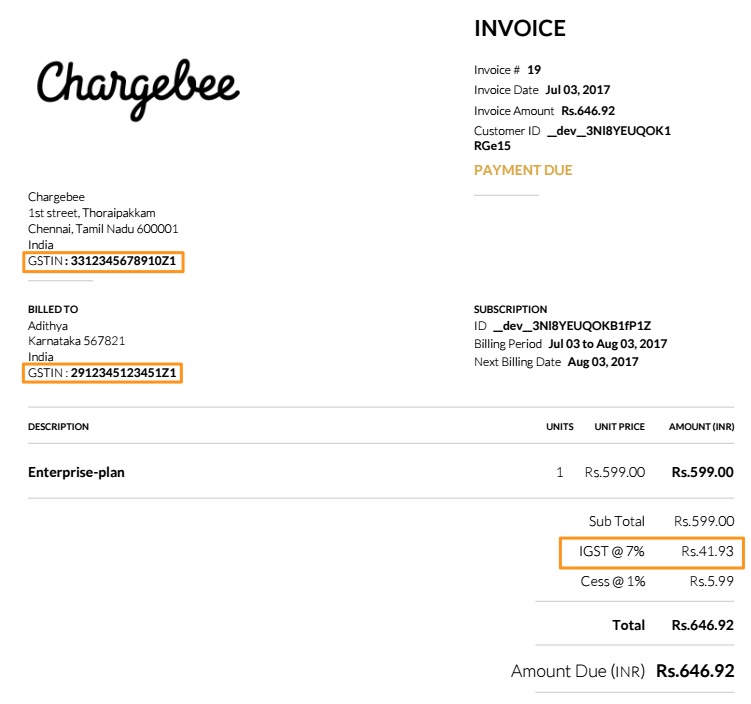 INVOICE
Chargebee
Invoice # 19
Invoice Date Jul 03, 2017
Invoice Amount Rs.646.92
Customer ID __dev__3Nl8YEUQOK1
RGe15
PAYMENT DUE
Chargebee
1st street, Thoraipakkam
Chennai, Tamil Nadu 600001
India
GSTIN : 3312345678910Z1
BILLED TO
Adithya
Karnataka 567821
India
GSTIN : 2912345123451Z1
SUBSCRIPTION
ID __dev__3Nl8YEUQOKB1fP1Z
Billing Period Jul 03 to Aug 03, 2017
Next Billing Date Aug 03, 2017
DESCRIPTION UNITS UNIT PRICE AMOUNT (INR)
Enterprise-plan 1 Rs.599.00 Rs.599.00
Sub Total Rs.599.00
IGST @ 7% Rs.41.93
Cess @ 1% Rs.5.99
Total Rs.646.92
Amount Due (INR) Rs.646.92